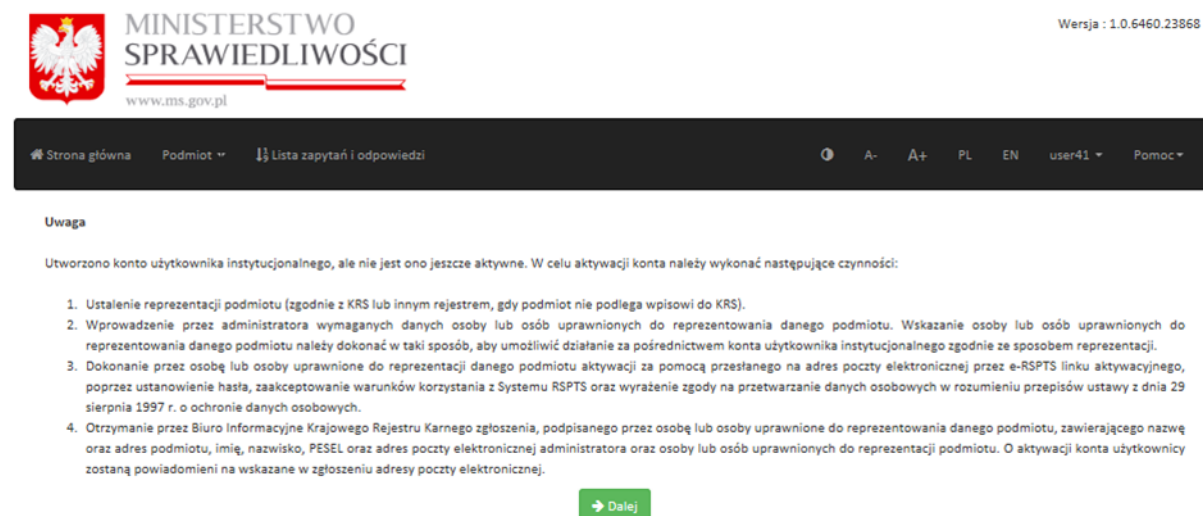 MINISTERSTWO
SPRAWIEDLIWOŚCI
www.ms.gov.pl
Wersja : 1.0.6460.23868
Strona główna Podmiot Lista zapytań i odpowiedzi A- A+ PL EN user41 Pomoc
Uwaga
Utworzono konto użytkownika instytucjonalnego, ale nie jest ono jeszcze aktywne. W celu aktywacji konta należy wykonać następujące czynności:
1. Ustalenie reprezentacji podmiotu (zgodnie z KRS lub innym rejestrem, gdy podmiot nie podlega wpisowi do KRS).
2. Wprowadzenie przez administratora wymaganych danych osoby lub osób uprawnionych do reprezentowania danego podmiotu. Wskazanie osoby lub osób uprawnionych do
reprezentowania danego podmiotu należy dokonać w taki sposób, aby umożliwić działanie za pośrednictwem konta użytkownika instytucjonalnego zgodnie ze sposobem reprezentacji.
3. Dokonanie przez osobę lub osoby uprawnione do reprezentacji danego podmiotu aktywacji za pomocą przesłanego na adres poczty elektronicznej przez e-RSPTS linku aktywacyjnego,
poprzez ustanowienie hasła, zaakceptowanie warunków korzystania z Systemu RSPTS oraz wyrażenie zgody na przetwarzanie danych osobowych w rozumieniu przepisów ustawy z dnia 29
sierpnia 1997 r. o ochronie danych osobowych.
4. Otrzymanie przez Biuro Informacyjne Krajowego Rejestru Karnego zgłoszenia, podpisanego przez osobę lub osoby uprawnione do reprezentowania danego podmiotu, zawierającego nazwę
oraz adres podmiotu, imię, nazwisko, PESEL oraz adres poczty elektronicznej administratora oraz osoby lub osób uprawnionych do reprezentacji podmiotu. O aktywacji konta użytkownicy
zostaną powiadomieni na wskazane w zgłoszeniu adresy poczty elektronicznej.
Dalej